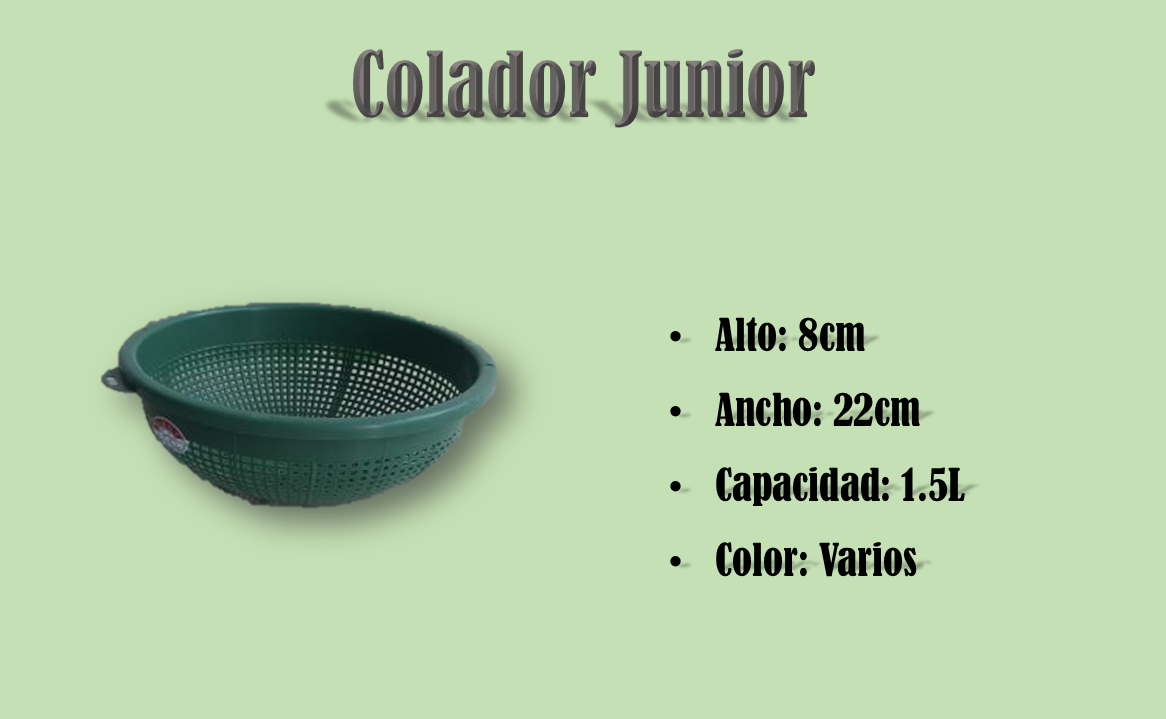 Colador Junior
• Alto: 8cm
• Ancho: 22cm
• Capacidad: 1.5L
• Color: Varios